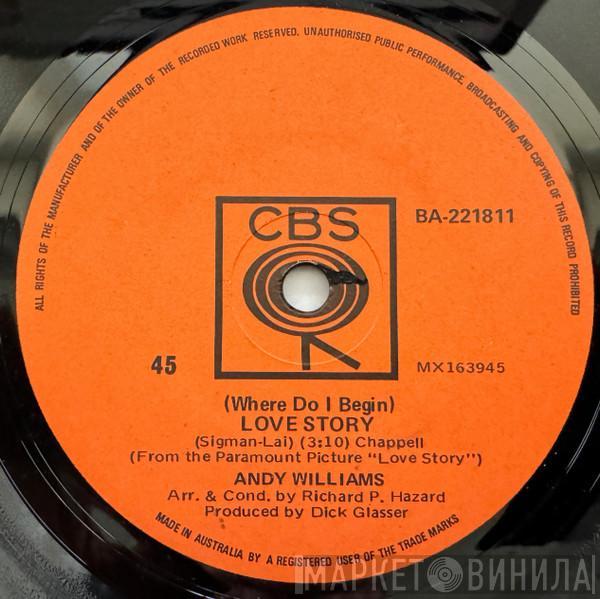 ALL RIGHTS OF THE MANUFACTURER AND OF THE OWNER OF THE RECORDED WORK RESERVED. UNAUTHORISED PUBLIC PERFORMANCE, BROADCASTING AND COPYING OF THIS RECORD PROHIBITED
CBS
BA-221811
45
MX163945
(Where Do I Begin)
LOVE STORY
(Sigman-Lai) (3:10) Chappell
(From the Paramount Picture "Love Story")
ANDY WILLIAMS
Arr. & Cond. by Richard P. Hazard
Produced by Dick Glasser
MADE IN AUSTRALIA BY A REGISTERED USER OF THE TRADE MARKS
МАРКЕТ ВИНИЛА